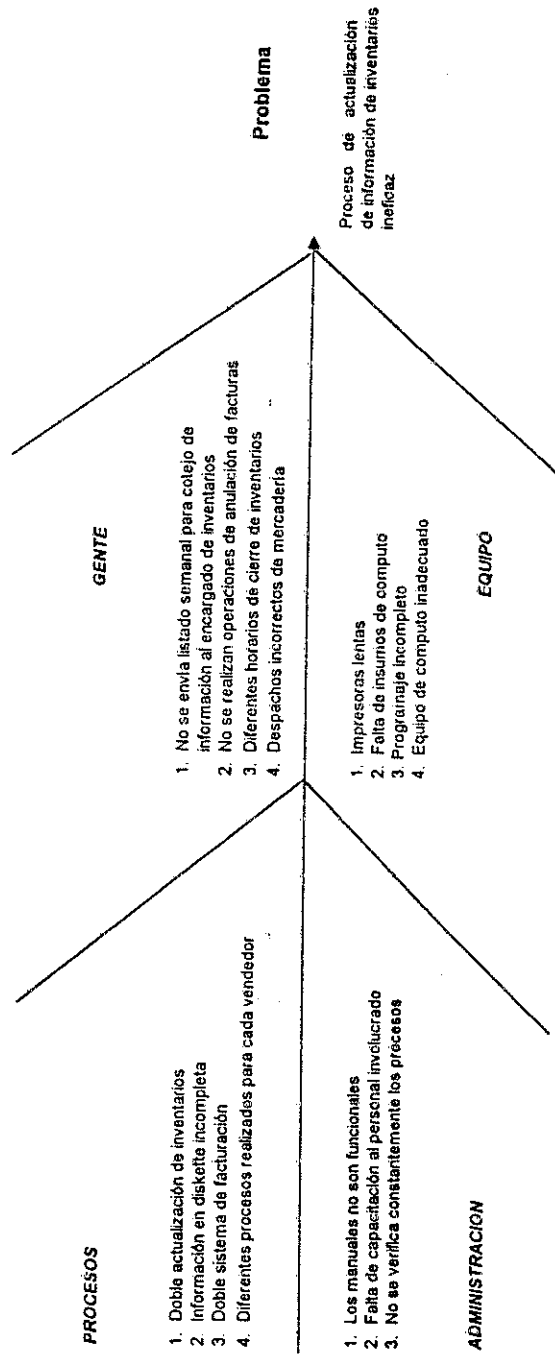 PROCESOS
1. Doble actualización de inventarios
2. Información en diskette incompleta
3. Doble sistema de facturación
4. Diferentes procesos realizados para cada vendedor
GENTE
1. No se envía listado semanal para cotejo de
información al encargado de inventarios
2. No se realizan operaciones de anulación de facturas
3. Diferentes horarios de cierre de inventarios
4. Despachos incorrectos de mercadería
Problema
Proceso de actualización
de información de inventarios
ineficaz
1. Los manuales no son funcionales
2. Falta de capacitación al personal involucrado
3. No se verifica constantemente los procesos
ADMINISTRACION
1. Impresoras lentas
2. Falta de insumos de computo
3. Programaje incompleto
4. Equipo de computo inadecuado
EQUIPO